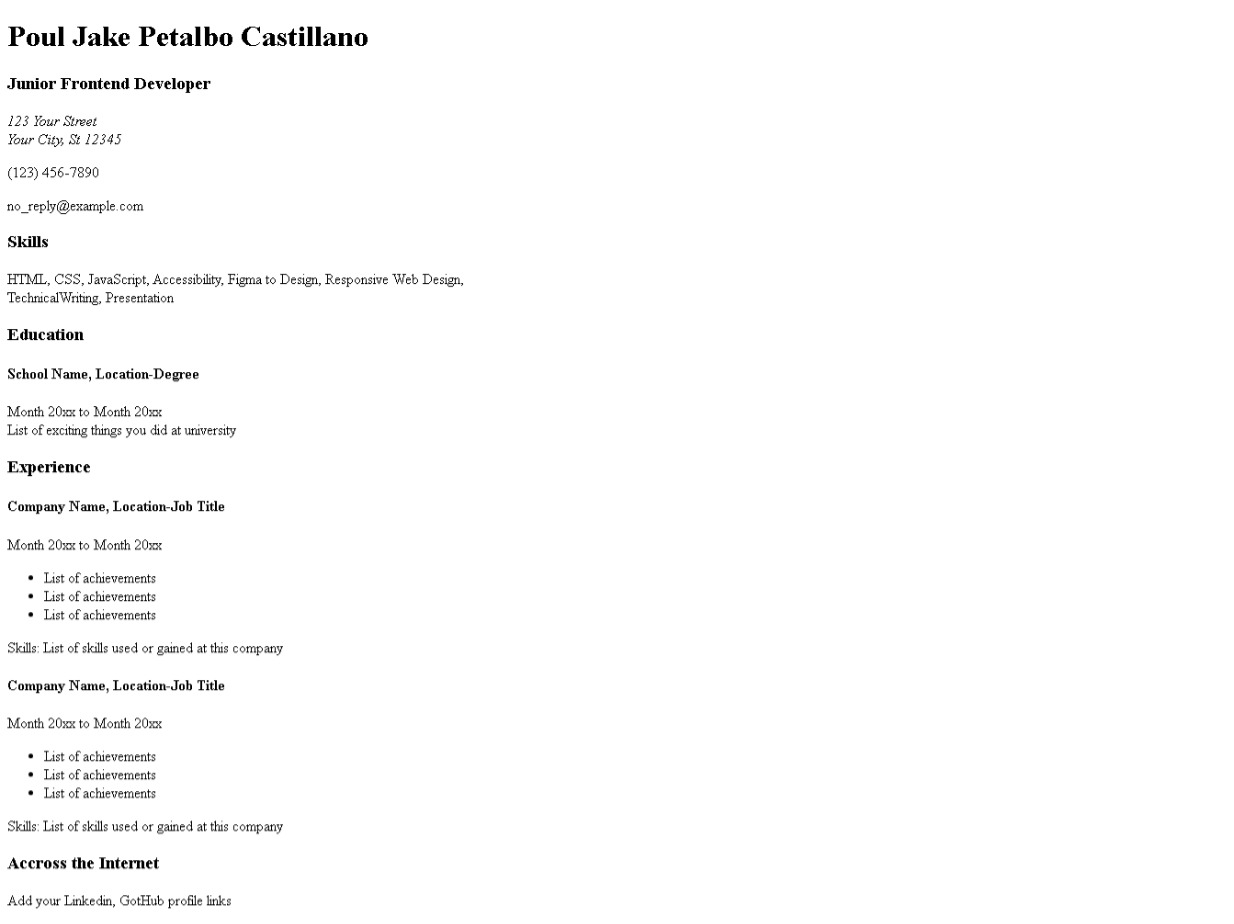 Poul Jake Petalbo Castillano
Junior Frontend Developer
123 Your Street
Your City, St 12345
(123) 456-7890
no_reply@example.com
Skills
HTML, CSS, JavaScript, Accessibility, Figma to Design, Responsive Web Design,
TechnicalWriting, Presentation
Education
School Name, Location-Degree
Month 20xx to Month 20xx
List of exciting things you did at university
Experience
Company Name, Location-Job Title
Month 20xx to Month 20xx
• List of achievements
• List of achievements
• List of achievements
Skills: List of skills used or gained at this company
Company Name, Location-Job Title
Month 20xx to Month 20xx
• List of achievements
• List of achievements
• List of achievements
Skills: List of skills used or gained at this company
Accross the Internet
Add your Linkedin, GotHub profile links